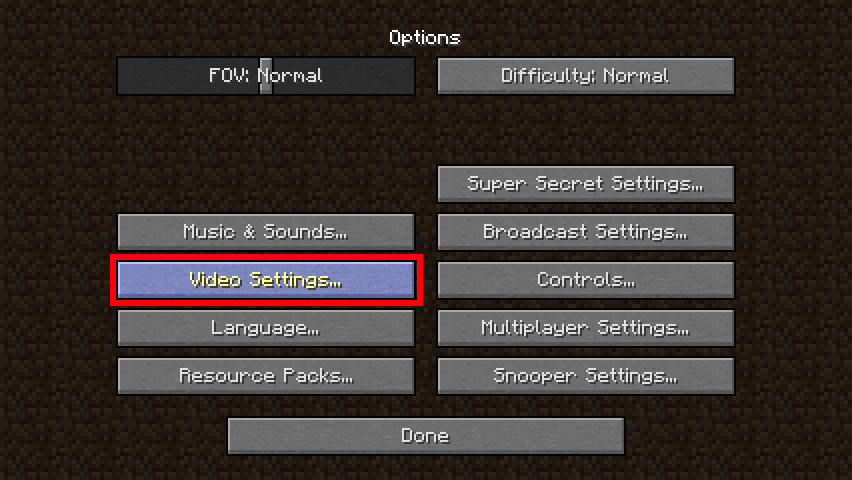 Options
FOV: Normal
Difficulty: Normal
Super Secret Settings...
Music & Sounds...
Broadcast Settings...
Video Settings...
Controls...
Language...
Multiplayer Settings...
Resource Packs...
Snooper Settings...
Done